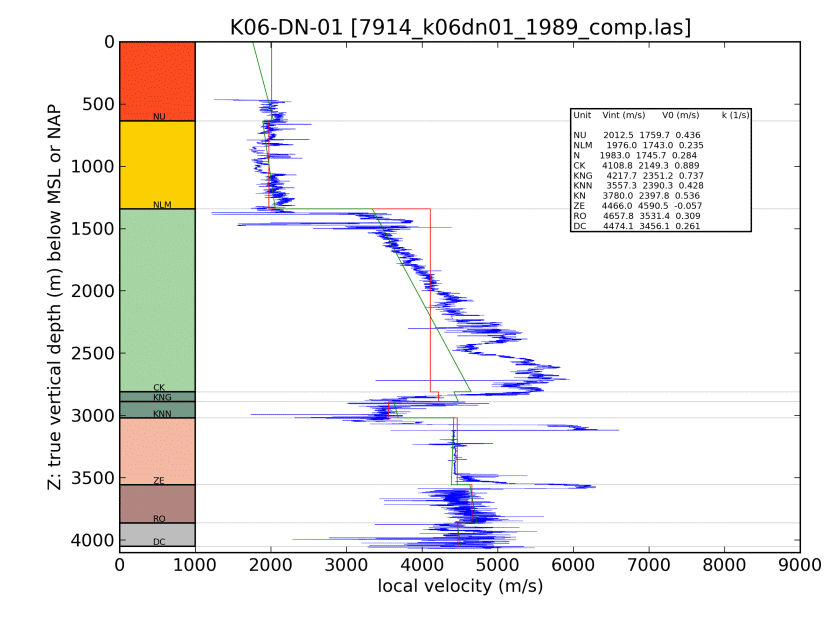 K06-DN-01 [7914_k06dn01_1989_comp.las]
0
500
1000
1500
2000
2500
3000
3500
4000
Z: true vertical depth (m) below MSL or NAP
NU
NLM
CK
KNG
KNN
ZE
RO
DC
Unit Vint (m/s) V0 (m/s) k (1/s)
NU 2012.5 1759.7 0.436
NLM 1976.0 1743.0 0.235
N 1983.0 1745.7 0.284
CK 4108.8 2149.3 0.889
KNG 4217.7 2351.2 0.737
KNN 3557.3 2390.3 0.428
KN 3780.0 2397.8 0.536
ZE 4466.0 4590.5 -0.057
RO 4657.8 3531.4 0.309
DC 4474.1 3456.1 0.261
0 1000 2000 3000 4000 5000 6000 7000 8000 9000
local velocity (m/s)